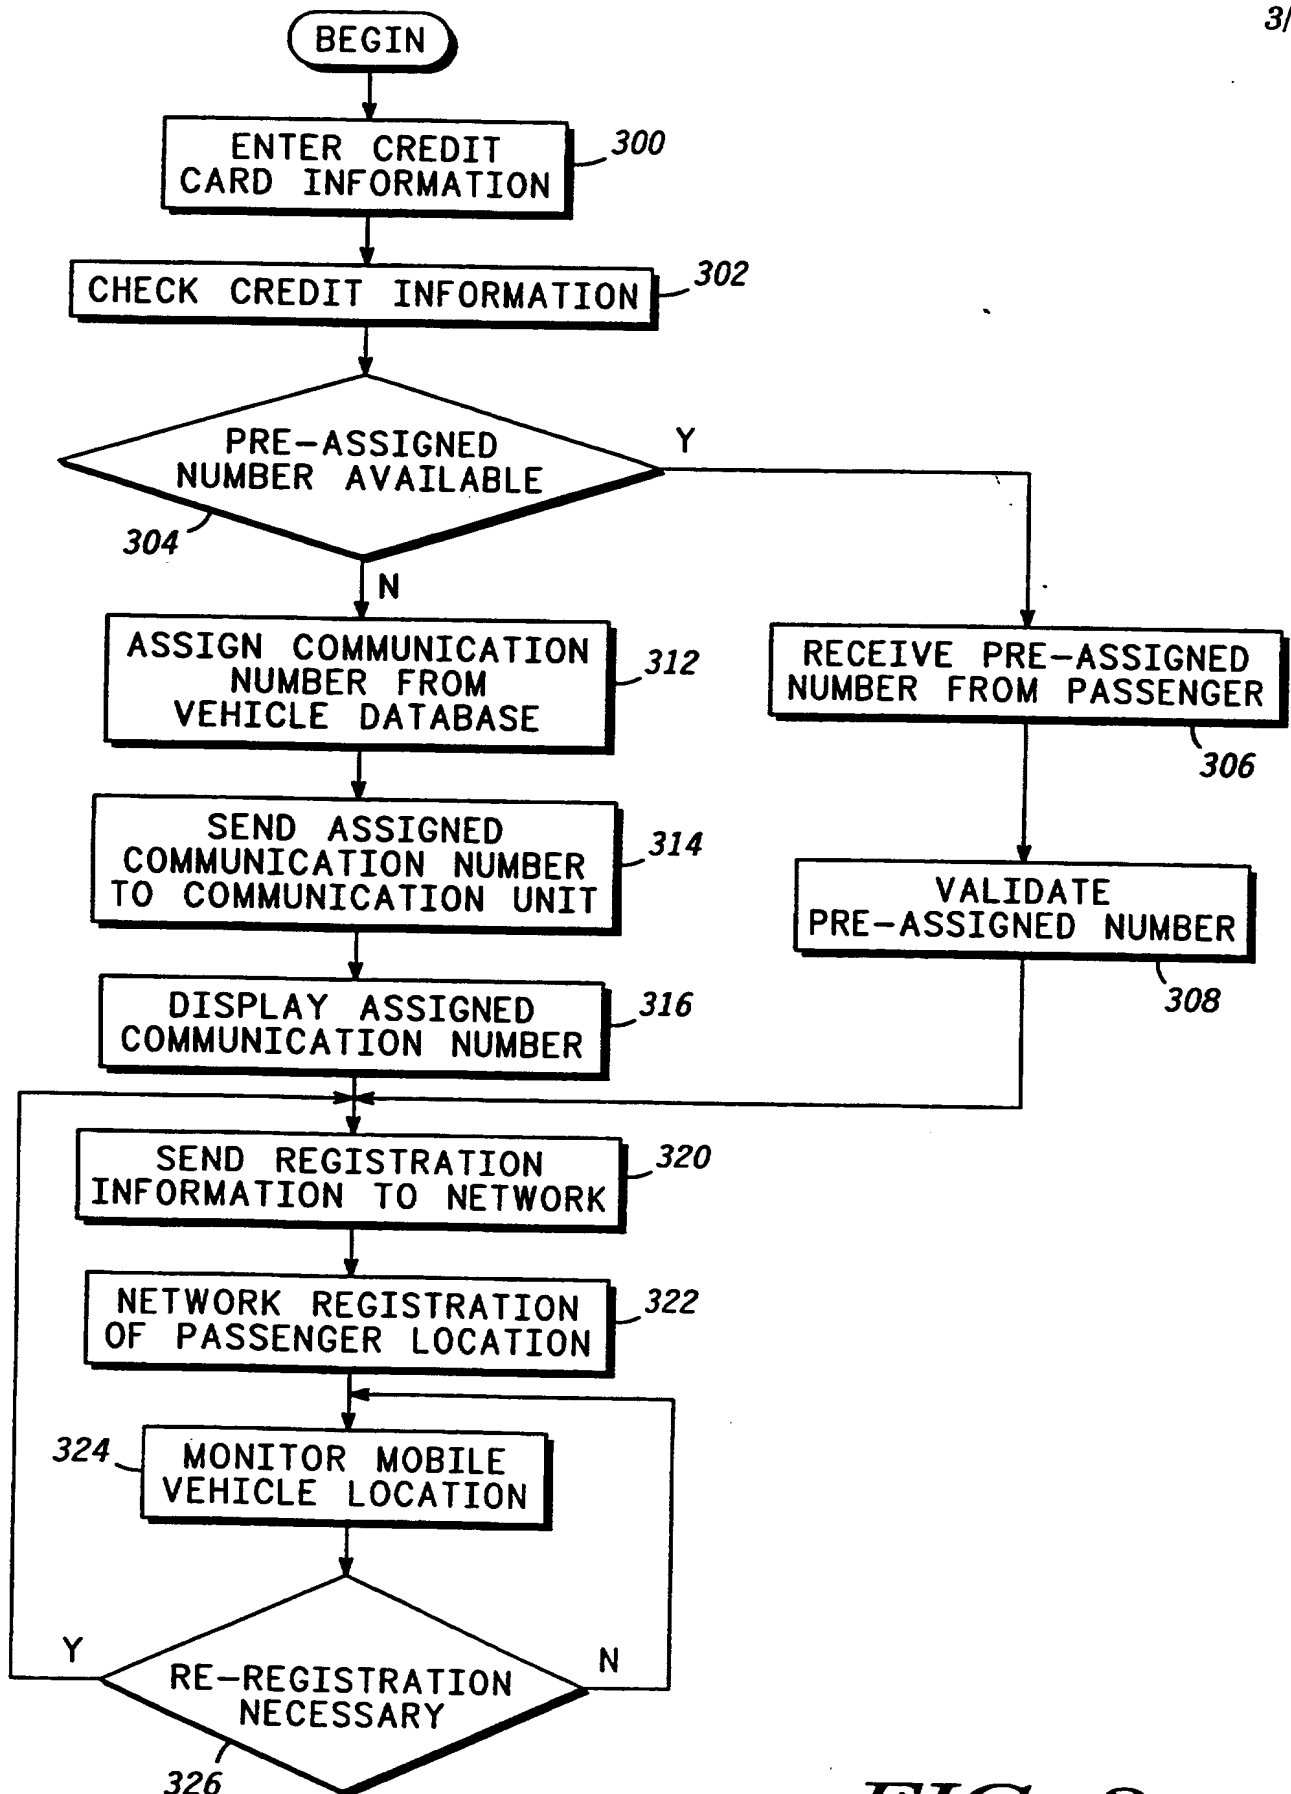 3/
BEGIN
ENTER CREDIT
CARD INFORMATION
300
CHECK CREDIT INFORMATION
302
PRE-ASSIGNED
NUMBER AVAILABLE
Y
304
N
ASSIGN COMMUNICATION
NUMBER FROM
VEHICLE DATABASE
312
RECEIVE PRE-ASSIGNED
NUMBER FROM PASSENGER
306
SEND ASSIGNED
COMMUNICATION NUMBER
TO COMMUNICATION UNIT
314
VALIDATE
PRE-ASSIGNED NUMBER
308
DISPLAY ASSIGNED
COMMUNICATION NUMBER
316
SEND REGISTRATION
INFORMATION TO NETWORK
320
NETWORK REGISTRATION
OF PASSENGER LOCATION
322
324
MONITOR MOBILE
VEHICLE LOCATION
Y
N
RE-REGISTRATION
NECESSARY
326
FIG.